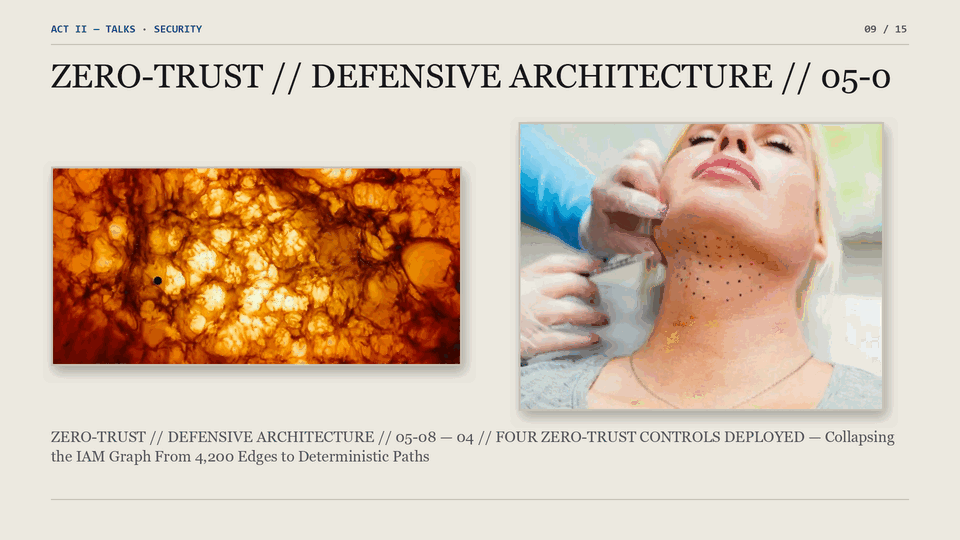 ACT II — TALKS · SECURITY
09 / 15
ZERO-TRUST // DEFENSIVE ARCHITECTURE // 05-0
ZERO-TRUST // DEFENSIVE ARCHITECTURE // 05-08 — 04 // FOUR ZERO-TRUST CONTROLS DEPLOYED — Collapsing
the IAM Graph From 4,200 Edges to Deterministic Paths